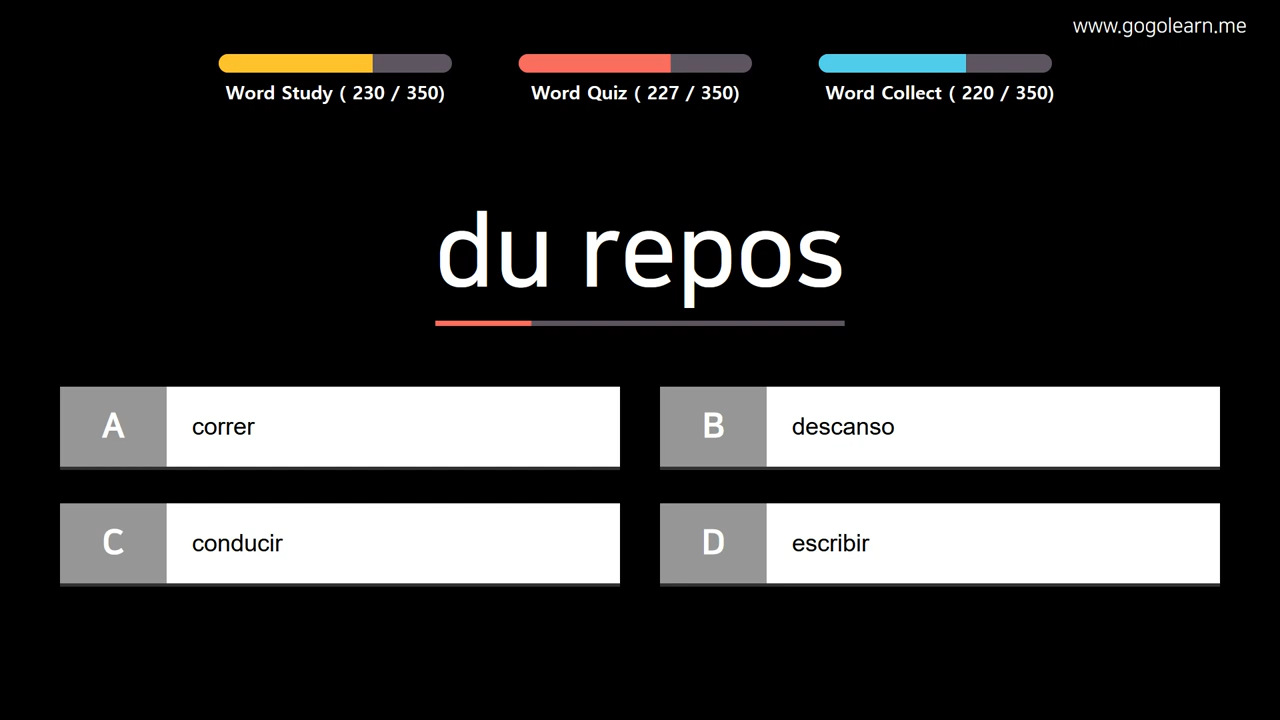 www.gogolearn.me
Word Study ( 230 / 350)
Word Quiz ( 227 / 350)
Word Collect ( 220 / 350)
du repos
A correr
B descanso
C conducir
D escribir